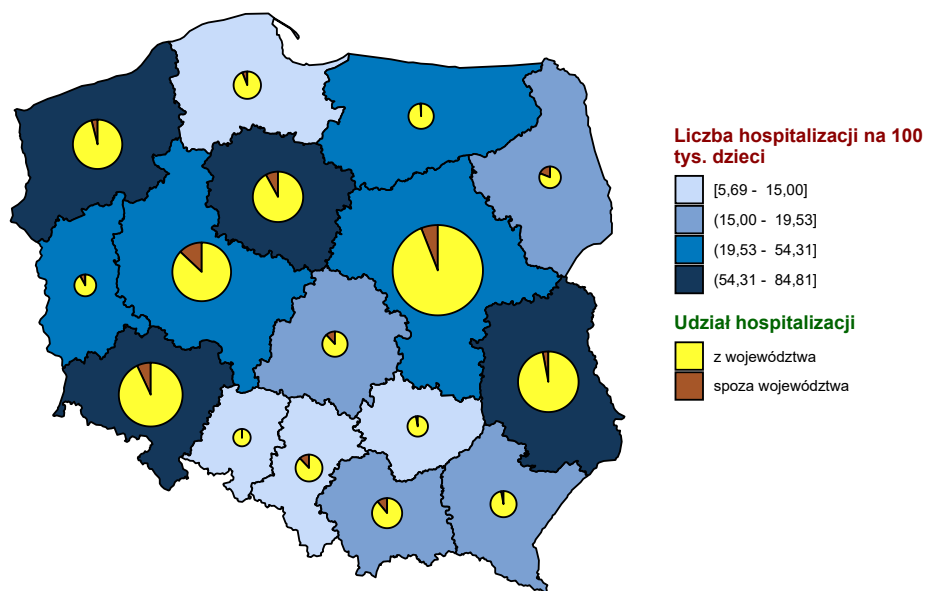 Liczba hospitalizacji na 100
tys. dzieci
[5,69 - 15,00]
(15,00 - 19,53]
(19,53 - 54,31]
(54,31 - 84,81]
Udział hospitalizacji
z województwa
spoza województwa